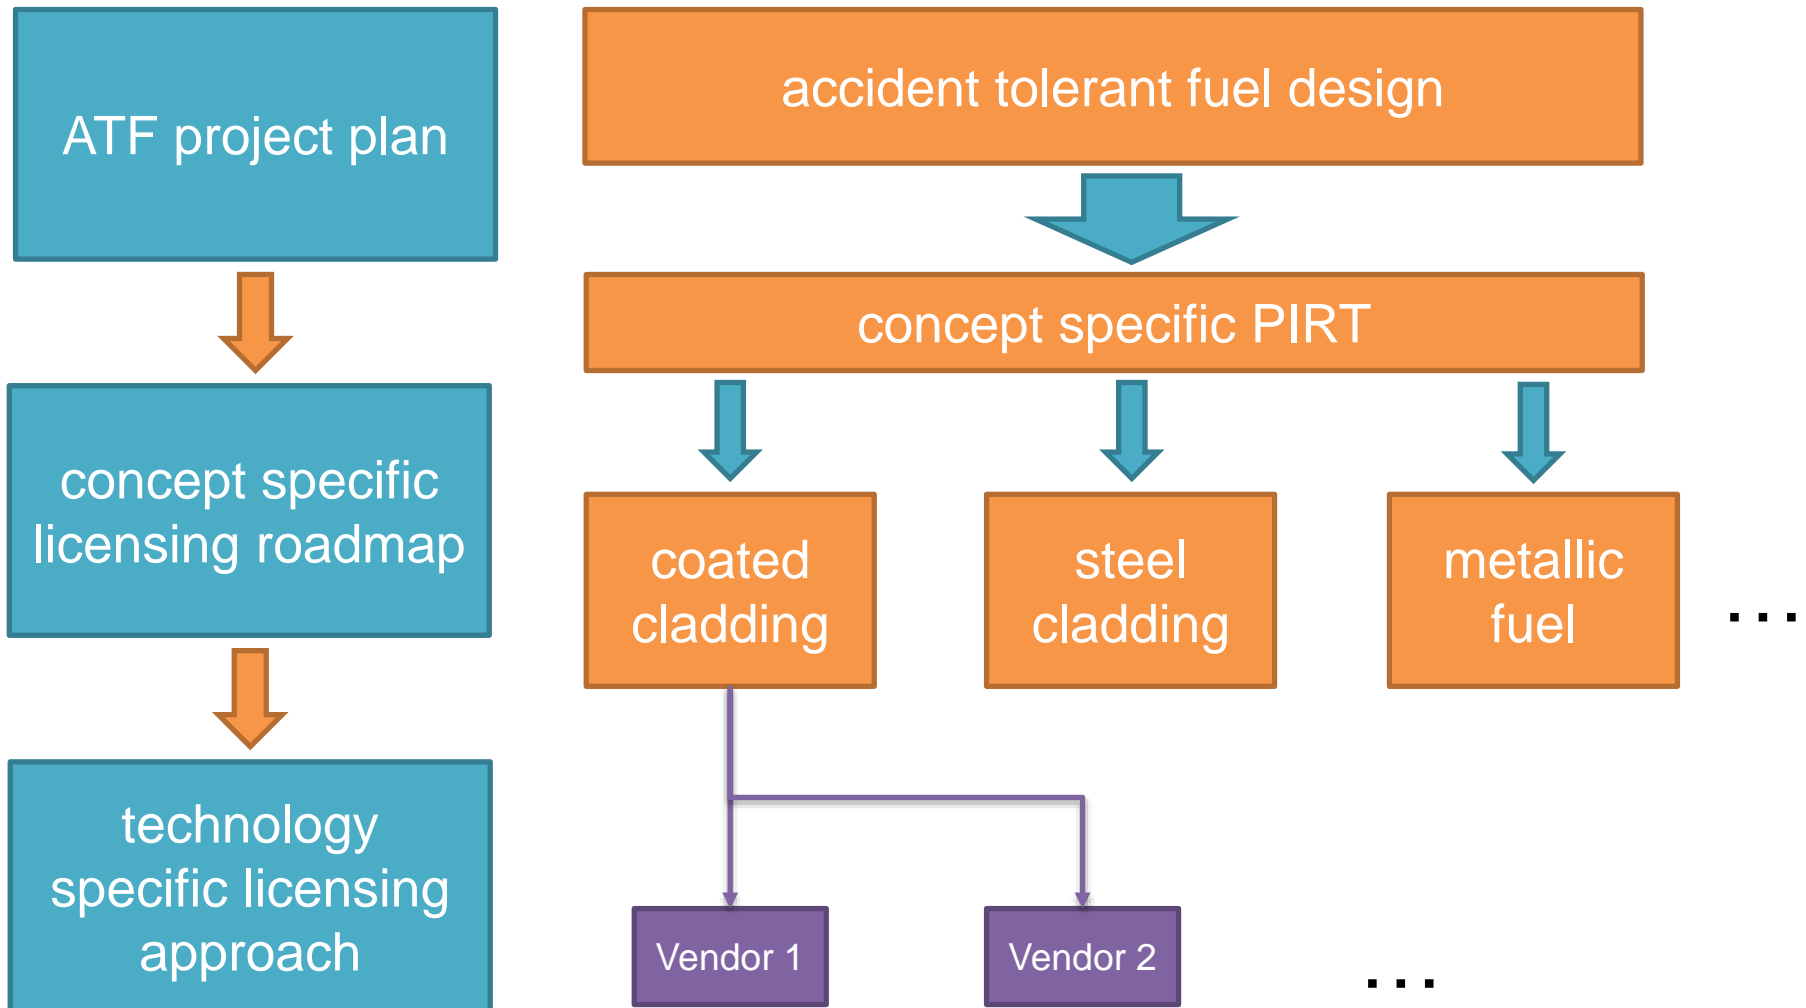 ATF project plan
accident tolerant fuel design
concept specific PIRT
concept specific
licensing roadmap
coated
cladding
steel
cladding
metallic
fuel
...
technology
specific licensing
approach
Vendor 1
Vendor 2
...